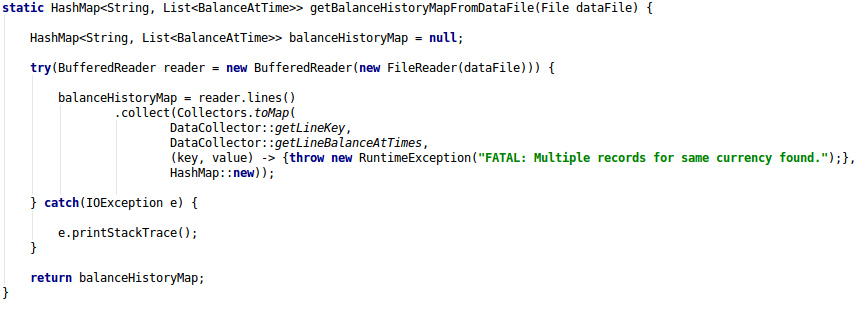 static HashMap<String, List<BalanceAtTime>> getBalanceHistoryMapFromDataFile(File dataFile) {
HashMap<String, List<BalanceAtTime>> balanceHistoryMap = null;
try(BufferedReader reader = new BufferedReader(new FileReader(dataFile))) {
balanceHistoryMap = reader.lines()
.collect(Collectors.toMap(
DataCollector::getLineKey,
DataCollector::getLineBalanceAtTimes,
(key, value) -> {throw new RuntimeException("FATAL: Multiple records for same currency found.");},
HashMap::new));
} catch(IOException e) {
e.printStackTrace();
}
return balanceHistoryMap;
}